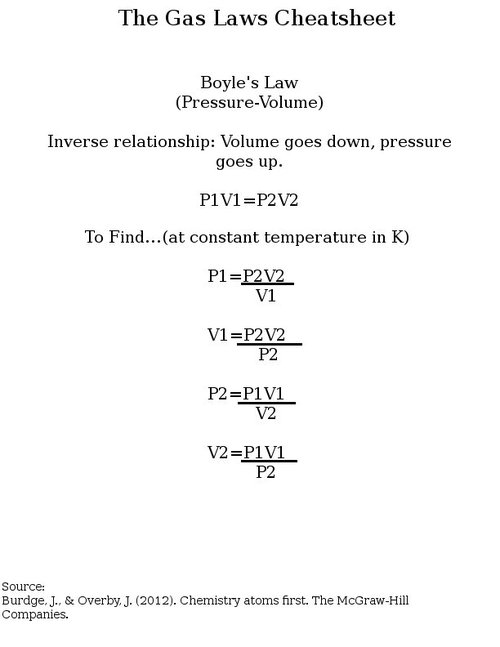 The Gas Laws Cheatsheet
Boyle's Law
(Pressure-Volume)
Inverse relationship: Volume goes down, pressure
goes up.
P1V1=P2V2
To Find...(at constant temperature in K)
P1=P2V2
V1
V1=P2V2
P2
P2=P1V1
V2
V2=P1V1
P2
Source:
Burdge, J., & Overby, J. (2012). Chemistry atoms first. The McGraw-Hill
Companies.